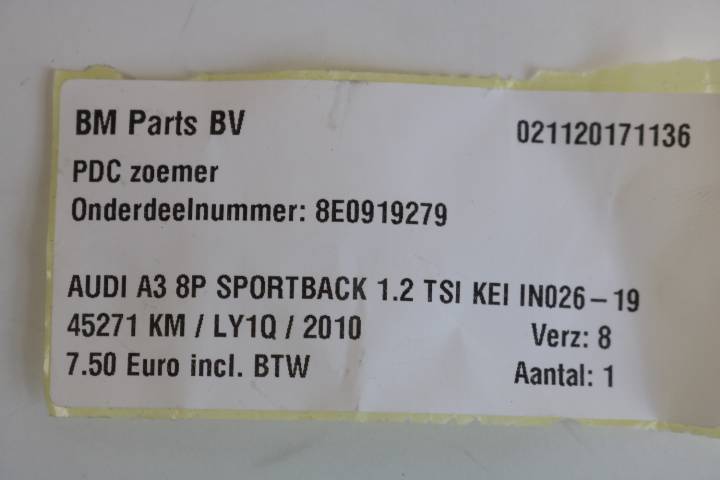 BM Parts BV 021120171136
PDC zoemer
Onderdeelnummer: 8E0919279
AUDI A3 8P SPORTBACK 1.2 TSI KEI IN026-19
45271 KM / LY1Q / 2010 Verz: 8
7.50 Euro incl. BTW Aantal: 1